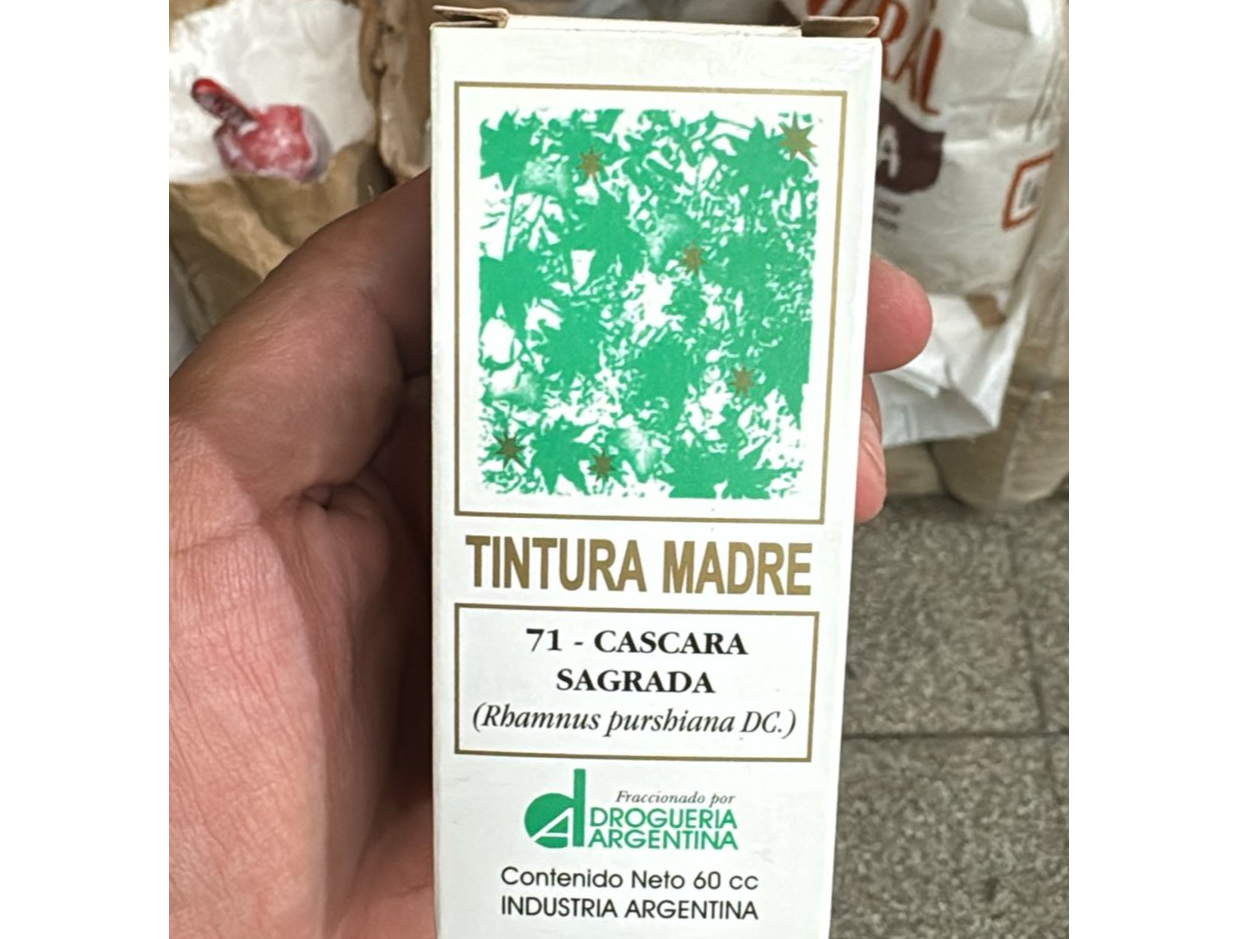 TINTURA MADRE
71 - CASCARA
SAGRADA
(Rhamnus purshiana DC.)
Fraccionado por
DROGUERIA
ARGENTINA
Contenido Neto 60 cc
INDUSTRIA ARGENTINA